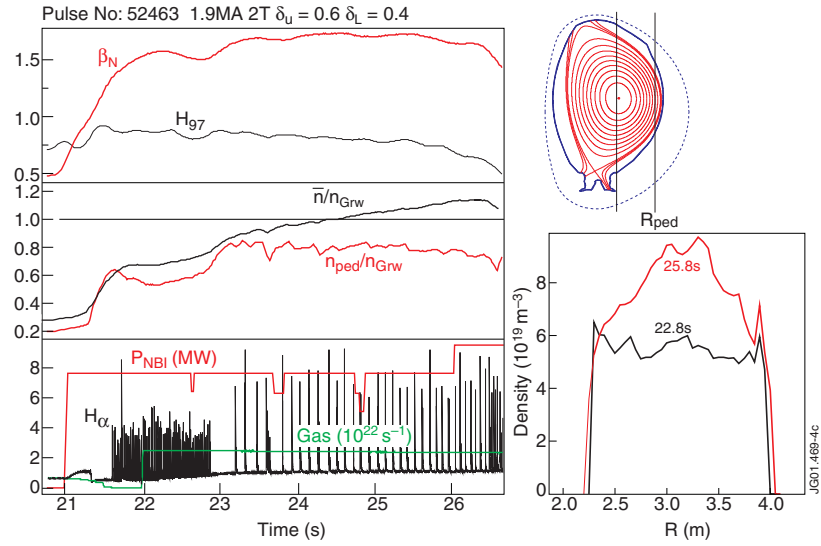 Pulse No: 52463 1.9MA 2T δu = 0.6 δL = 0.4
βN
H97
1.5
1.0
0.5
n̅/nGrw
nped/nGrw
1.2
1.0
0.8
0.6
0.4
0.2
PNBI (MW)
Hα
Gas (10²² s⁻¹)
8
6
4
2
0
21 22 23 24 25 26
Time (s)
Rped
25.8s
22.8s
Density (10¹⁹ m⁻³)
8
6
4
2
0
2.0 2.5 3.0 3.5 4.0
R (m)
JG01.469-4c